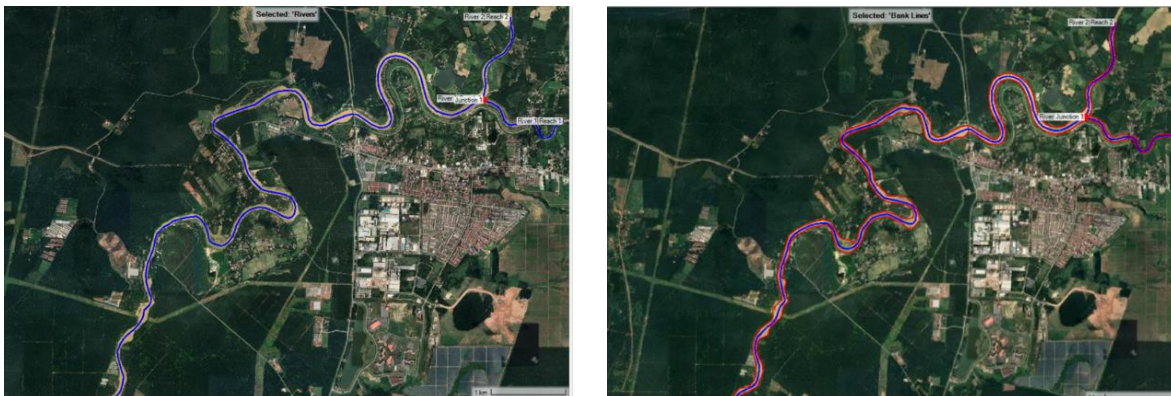 Selected: 'Rivers'
River 2|Reach 2
River Junction 1
River 1|Reach 1
1 km
Selected: 'Bank Lines'
River 2|Reach 2
River Junction 1